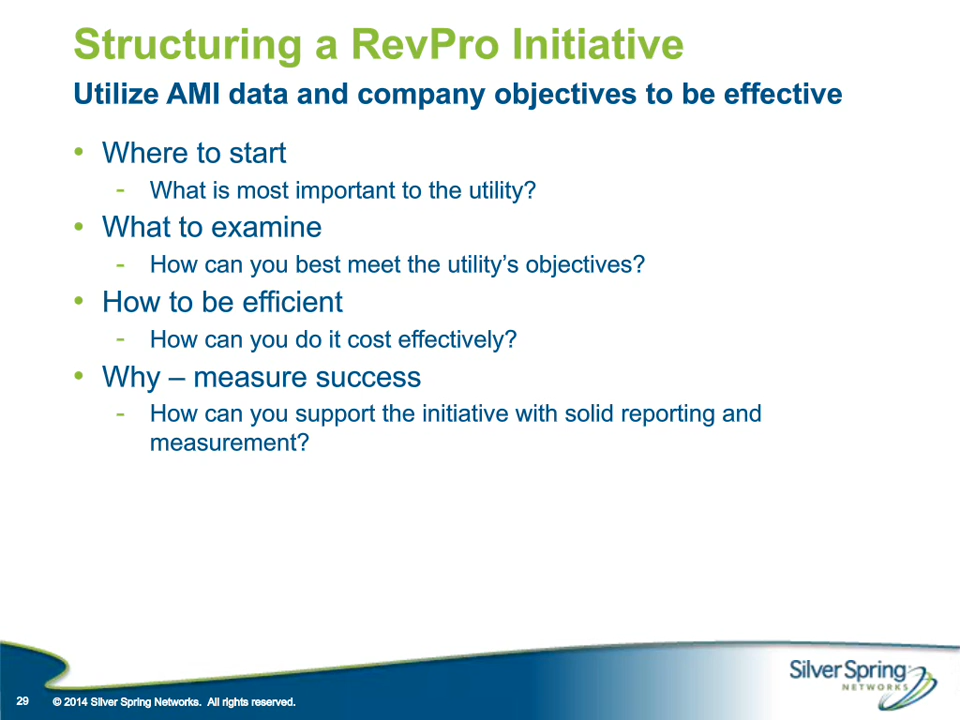 Structuring a RevPro Initiative
Utilize AMI data and company objectives to be effective
• Where to start
- What is most important to the utility?
• What to examine
- How can you best meet the utility’s objectives?
• How to be efficient
- How can you do it cost effectively?
• Why – measure success
- How can you support the initiative with solid reporting and
measurement?
Silver Spring
NETWORKS
29 © 2014 Silver Spring Networks. All rights reserved.